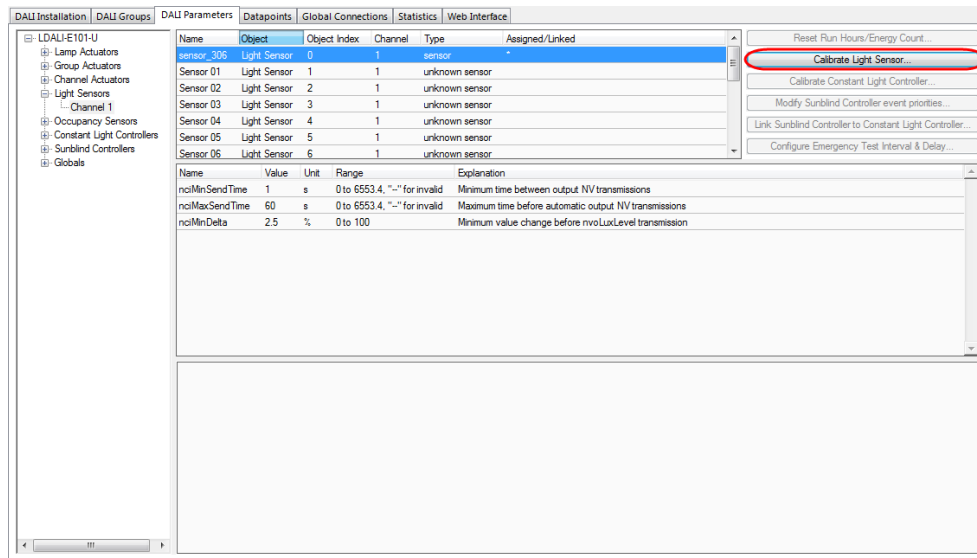 DALI Installation DALI Groups DALI Parameters Datapoints Global Connections Statistics Web Interface
LDALI-E101-U
Lamp Actuators
Group Actuators
Channel Actuators
Light Sensors
Channel 1
Occupancy Sensors
Constant Light Controllers
Sunblind Controllers
Globals
Name Object Object Index Channel Type Assigned/Linked
sensor_306 Light Sensor 0 1 sensor *
Sensor 01 Light Sensor 1 1 unknown sensor
Sensor 02 Light Sensor 2 1 unknown sensor
Sensor 03 Light Sensor 3 1 unknown sensor
Sensor 04 Light Sensor 4 1 unknown sensor
Sensor 05 Light Sensor 5 1 unknown sensor
Sensor 06 Light Sensor 6 1 unknown sensor
Reset Run Hours/Energy Count...
Calibrate Light Sensor...
Calibrate Constant Light Controller...
Modify Sunblind Controller event priorities...
Link Sunblind Controller to Constant Light Controller...
Configure Emergency Test Interval & Delay...
Name Value Unit Range Explanation
nciMinSendTime 1 s 0 to 6553.4, "--" for invalid Minimum time between output NV transmissions
nciMaxSendTime 60 s 0 to 6553.4, "--" for invalid Maximum time before automatic output NV transmissions
nciMinDelta 2.5 % 0 to 100 Minimum value change before nvoLuxLevel transmission